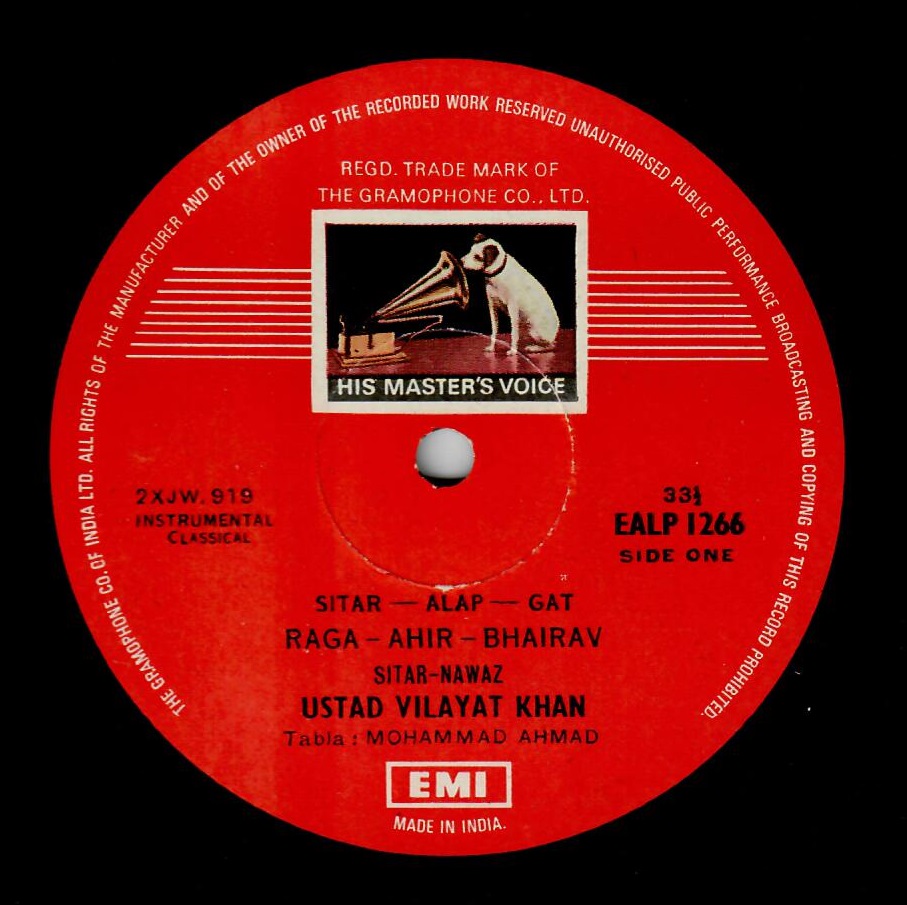 THE GRAMOPHONE CO. OF INDIA LTD. ALL RIGHTS OF THE MANUFACTURER AND OF THE OWNER OF THE RECORDED WORK RESERVED UNAUTHORISED PUBLIC PERFORMANCE BROADCASTING AND COPYING OF THIS RECORD PROHIBITED
REGD. TRADE MARK OF
THE GRAMOPHONE CO., LTD.
HIS MASTER'S VOICE
2XJW. 919
INSTRUMENTAL
CLASSICAL
33⅓
EALP 1266
SIDE ONE
SITAR — ALAP — GAT
RAGA – AHIR – BHAIRAV
SITAR-NAWAZ
USTAD VILAYAT KHAN
Tabla : MOHAMMAD AHMAD
EMI
MADE IN INDIA.